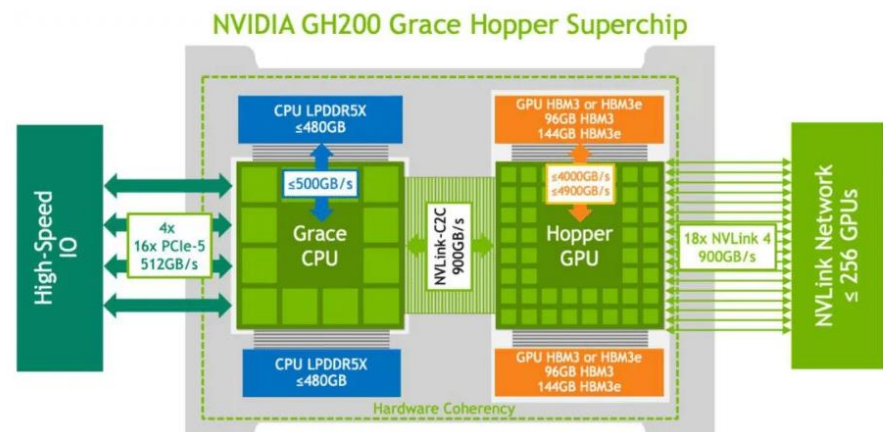 NVIDIA GH200 Grace Hopper Superchip
CPU LPDDR5X
≤480GB
GPU HBM3 or HBM3e
96GB HBM3
144GB HBM3e
High-Speed
IO
4x
16x PCIe-5
512GB/s
≤500GB/s
Grace
CPU
NVLink-C2C
900GB/s
≤4000GB/s
≤4900GB/s
Hopper
GPU
18x NVLink 4
900GB/s
NVLink Network
≤ 256 GPUs
CPU LPDDR5X
≤480GB
GPU HBM3 or HBM3e
96GB HBM3
144GB HBM3e
Hardware Coherency